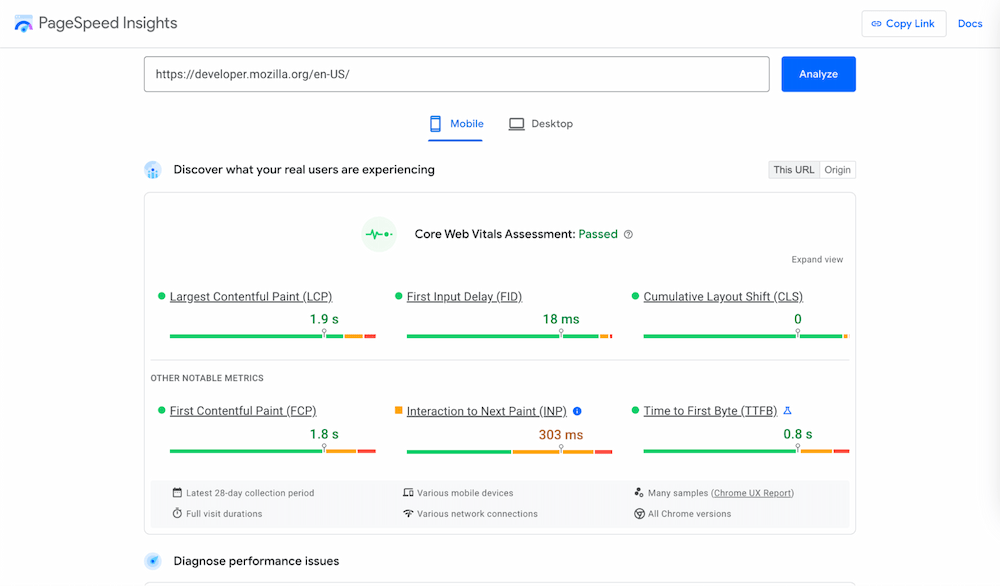 PageSpeed Insights
Copy Link
Docs
https://developer.mozilla.org/en-US/
Analyze
Mobile
Desktop
Discover what your real users are experiencing
This URL
Origin
Core Web Vitals Assessment: Passed
Expand view
Largest Contentful Paint (LCP)
1.9 s
First Input Delay (FID)
18 ms
Cumulative Layout Shift (CLS)
0
OTHER NOTABLE METRICS
First Contentful Paint (FCP)
1.8 s
Interaction to Next Paint (INP)
303 ms
Time to First Byte (TTFB)
0.8 s
Latest 28-day collection period
Various mobile devices
Many samples (Chrome UX Report)
Full visit durations
Various network connections
All Chrome versions
Diagnose performance issues